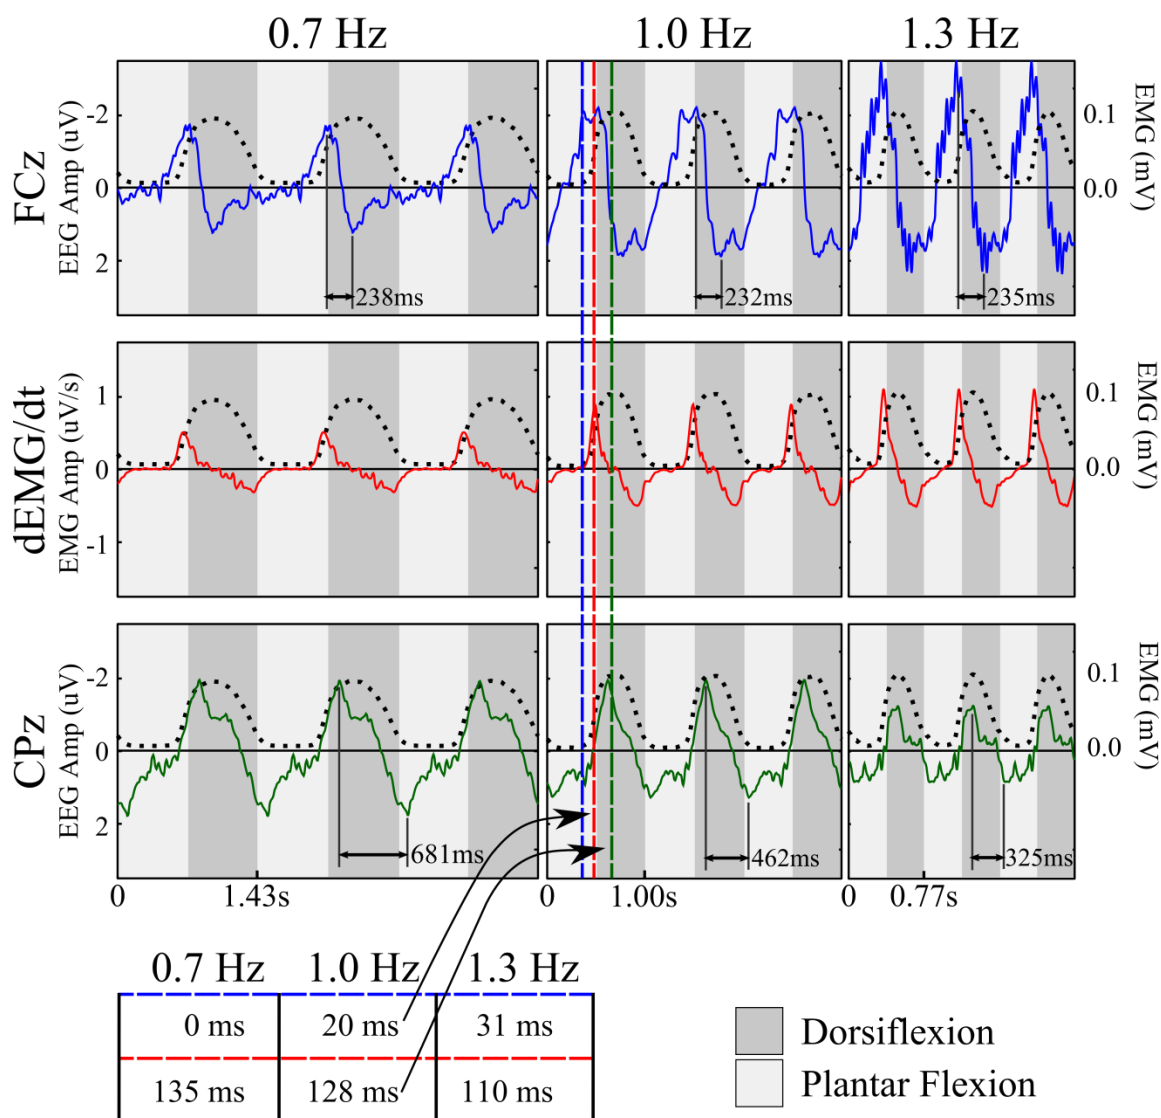 0.7 Hz 1.0 Hz 1.3 Hz
FCz
EEG Amp (uV)
-2
0
2
238ms
232ms
235ms
0.1
0.0
EMG (mV)
dEMG/dt
EMG Amp (uV/s)
1
0
-1
0.1
0.0
EMG (mV)
CPz
EEG Amp (uV)
-2
0
2
681ms
462ms
325ms
0.1
0.0
EMG (mV)
0 1.43s 0 1.00s 0 0.77s
0.7 Hz 1.0 Hz 1.3 Hz
0 ms 20 ms 31 ms
135 ms 128 ms 110 ms
Dorsiflexion
Plantar Flexion